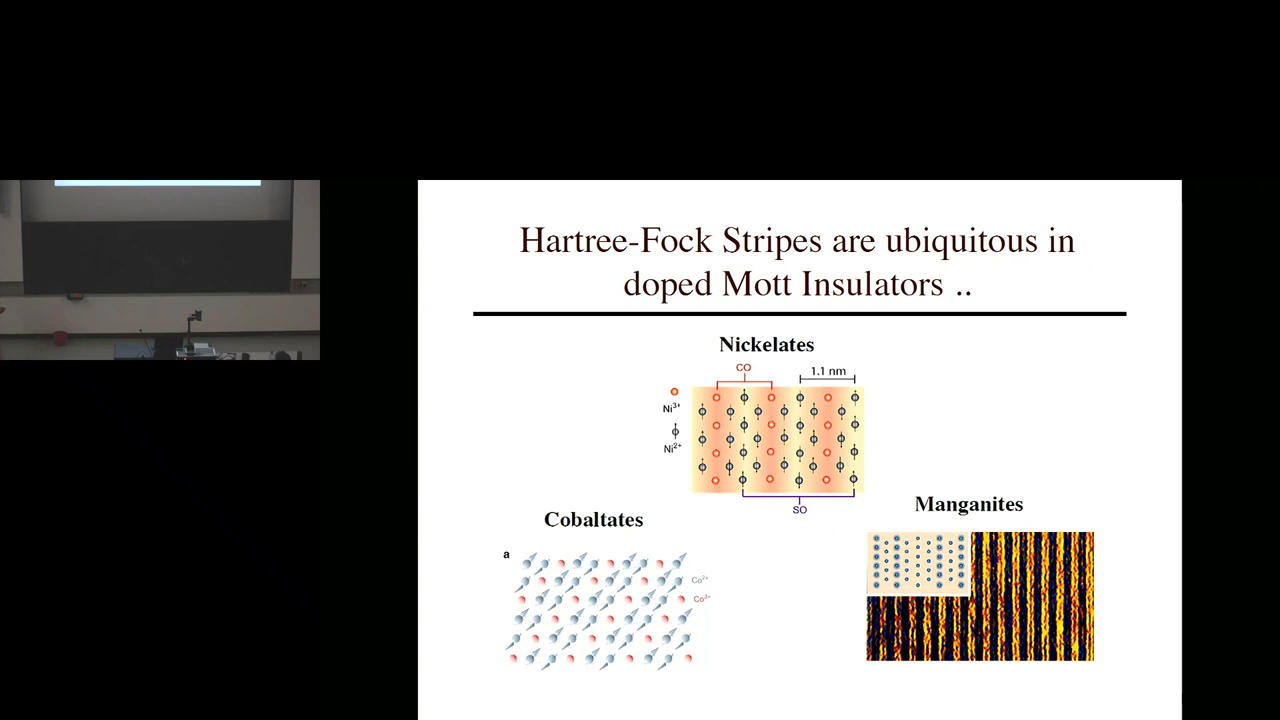 Hartree-Fock Stripes are ubiquitous in
doped Mott Insulators ..
Nickelates
CO
1.1 nm
Ni³⁺
Ni²⁺
SO
Cobaltates
Manganites
a
Co²⁺
Co³⁺